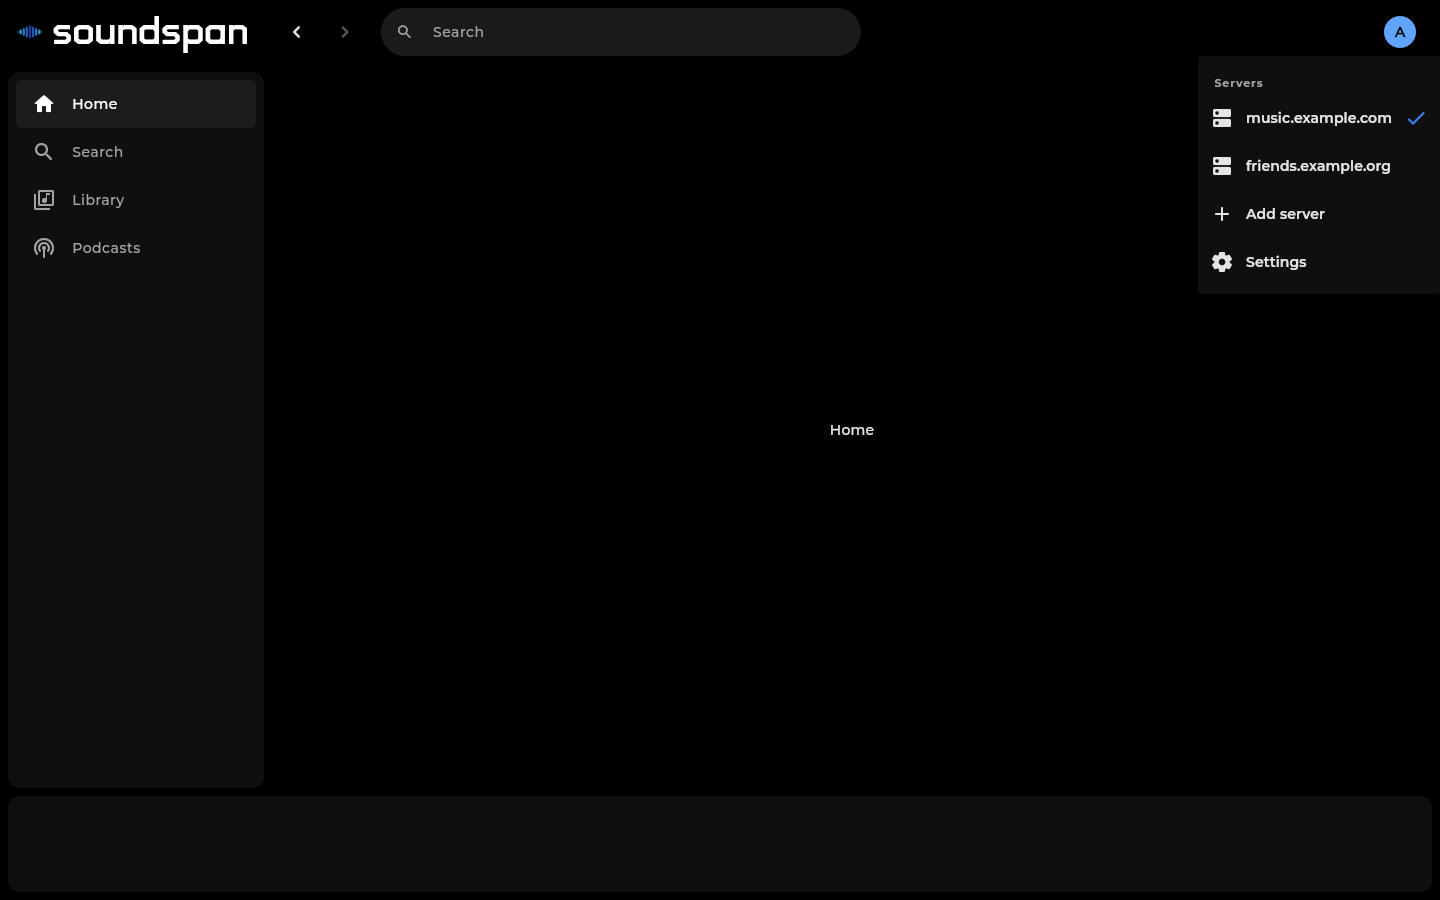 soundspan
Search
A
Home
Search
Library
Podcasts
Servers
music.example.com
friends.example.org
Add server
Settings
Home